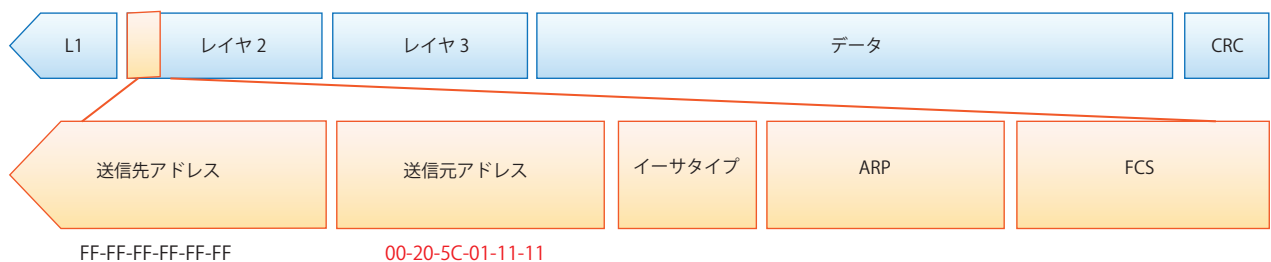 L1
レイヤ 2
レイヤ 3
データ
CRC
送信先アドレス
送信元アドレス
イーサタイプ
ARP
FCS
FF-FF-FF-FF-FF-FF
00-20-5C-01-11-11